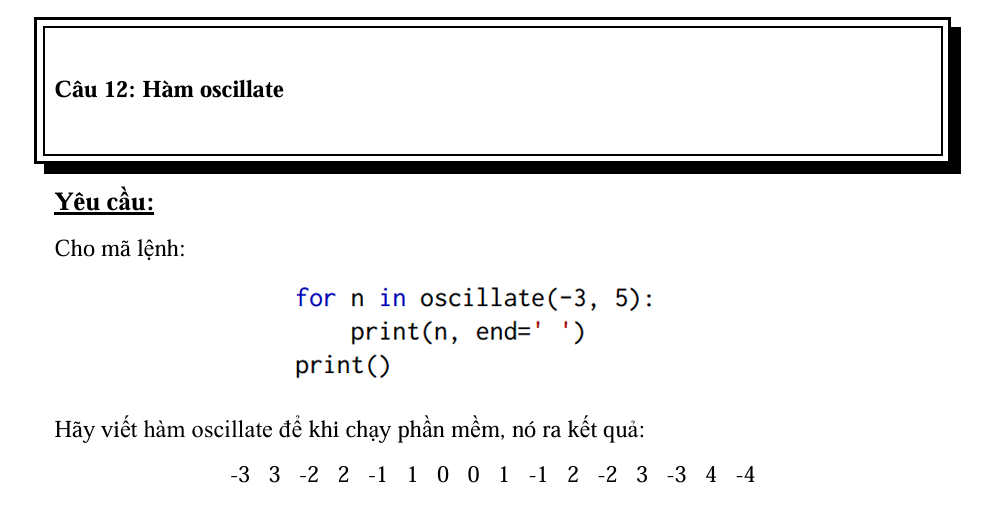 Câu 12: Hàm oscillate
Yêu cầu:
Cho mã lệnh:
for n in oscillate(-3, 5):
    print(n, end=' ')
print()
Hãy viết hàm oscillate để khi chạy phần mềm, nó ra kết quả:
-3 3 -2 2 -1 1 0 0 1 -1 2 -2 3 -3 4 -4